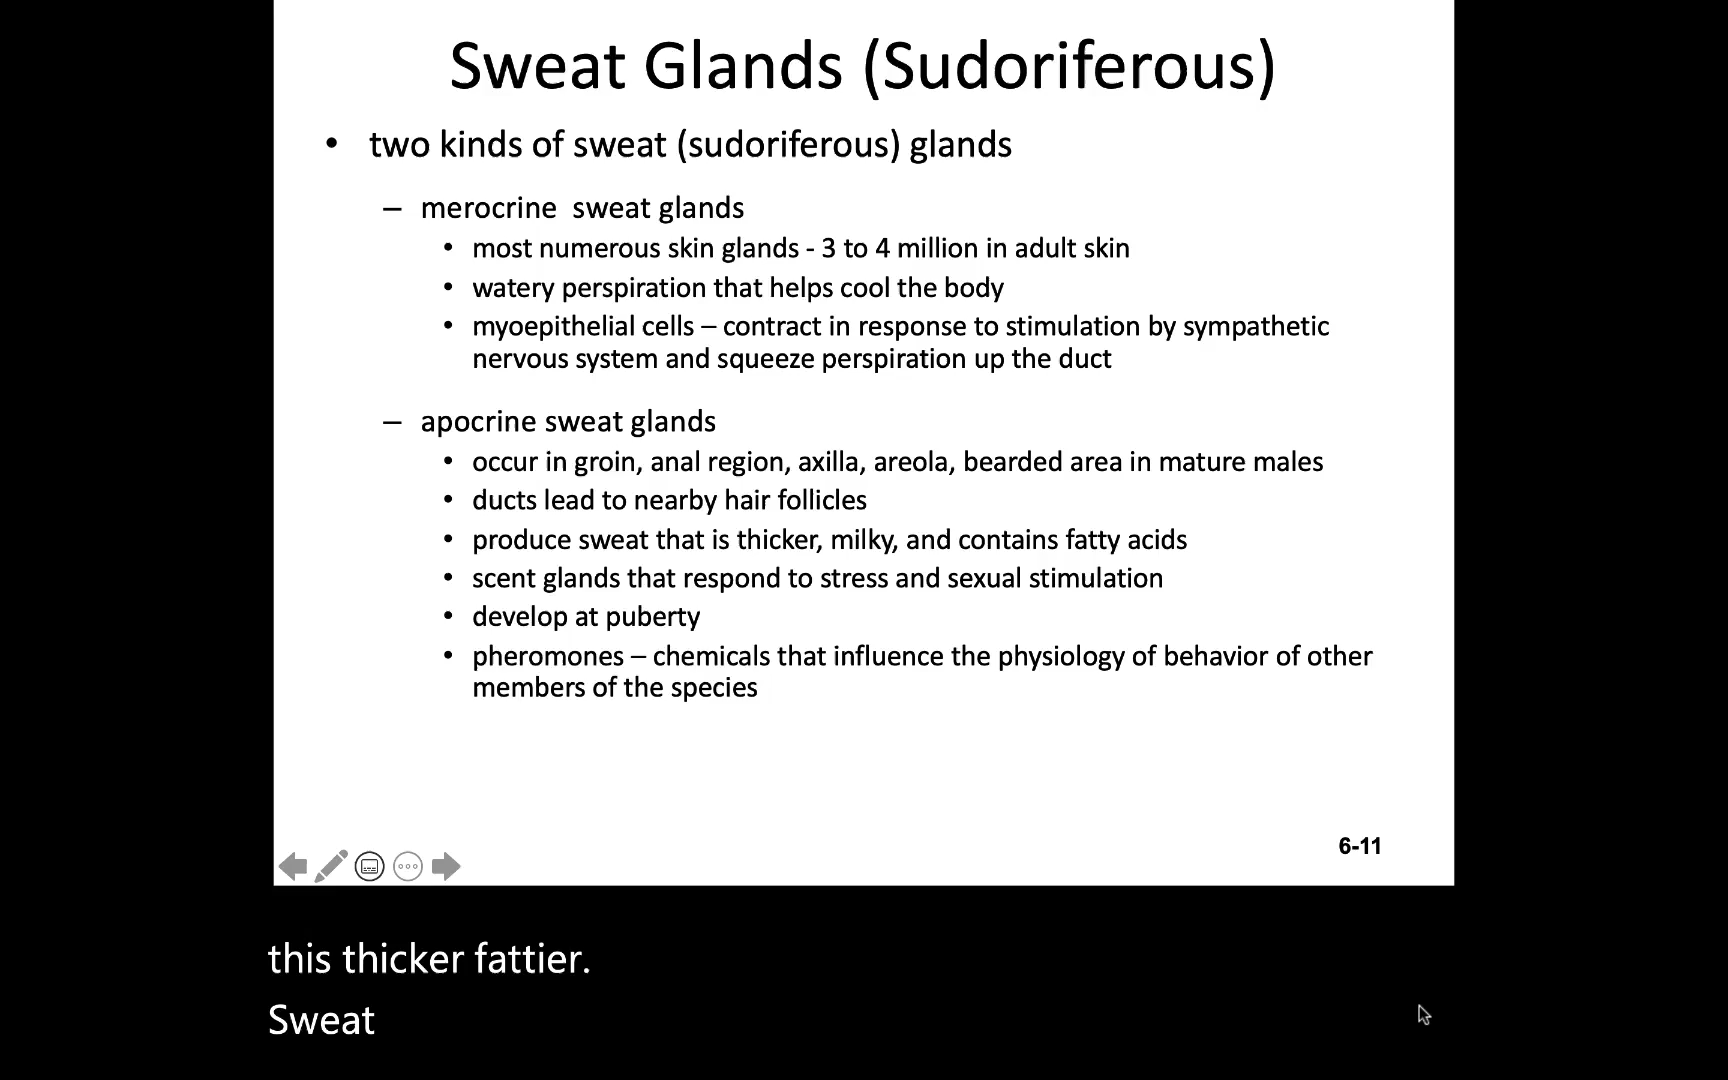 Sweat Glands (Sudoriferous)
• two kinds of sweat (sudoriferous) glands
– merocrine sweat glands
• most numerous skin glands - 3 to 4 million in adult skin
• watery perspiration that helps cool the body
• myoepithelial cells – contract in response to stimulation by sympathetic
nervous system and squeeze perspiration up the duct
– apocrine sweat glands
• occur in groin, anal region, axilla, areola, bearded area in mature males
• ducts lead to nearby hair follicles
• produce sweat that is thicker, milky, and contains fatty acids
• scent glands that respond to stress and sexual stimulation
• develop at puberty
• pheromones – chemicals that influence the physiology of behavior of other
members of the species
6-11
this thicker fattier.
Sweat